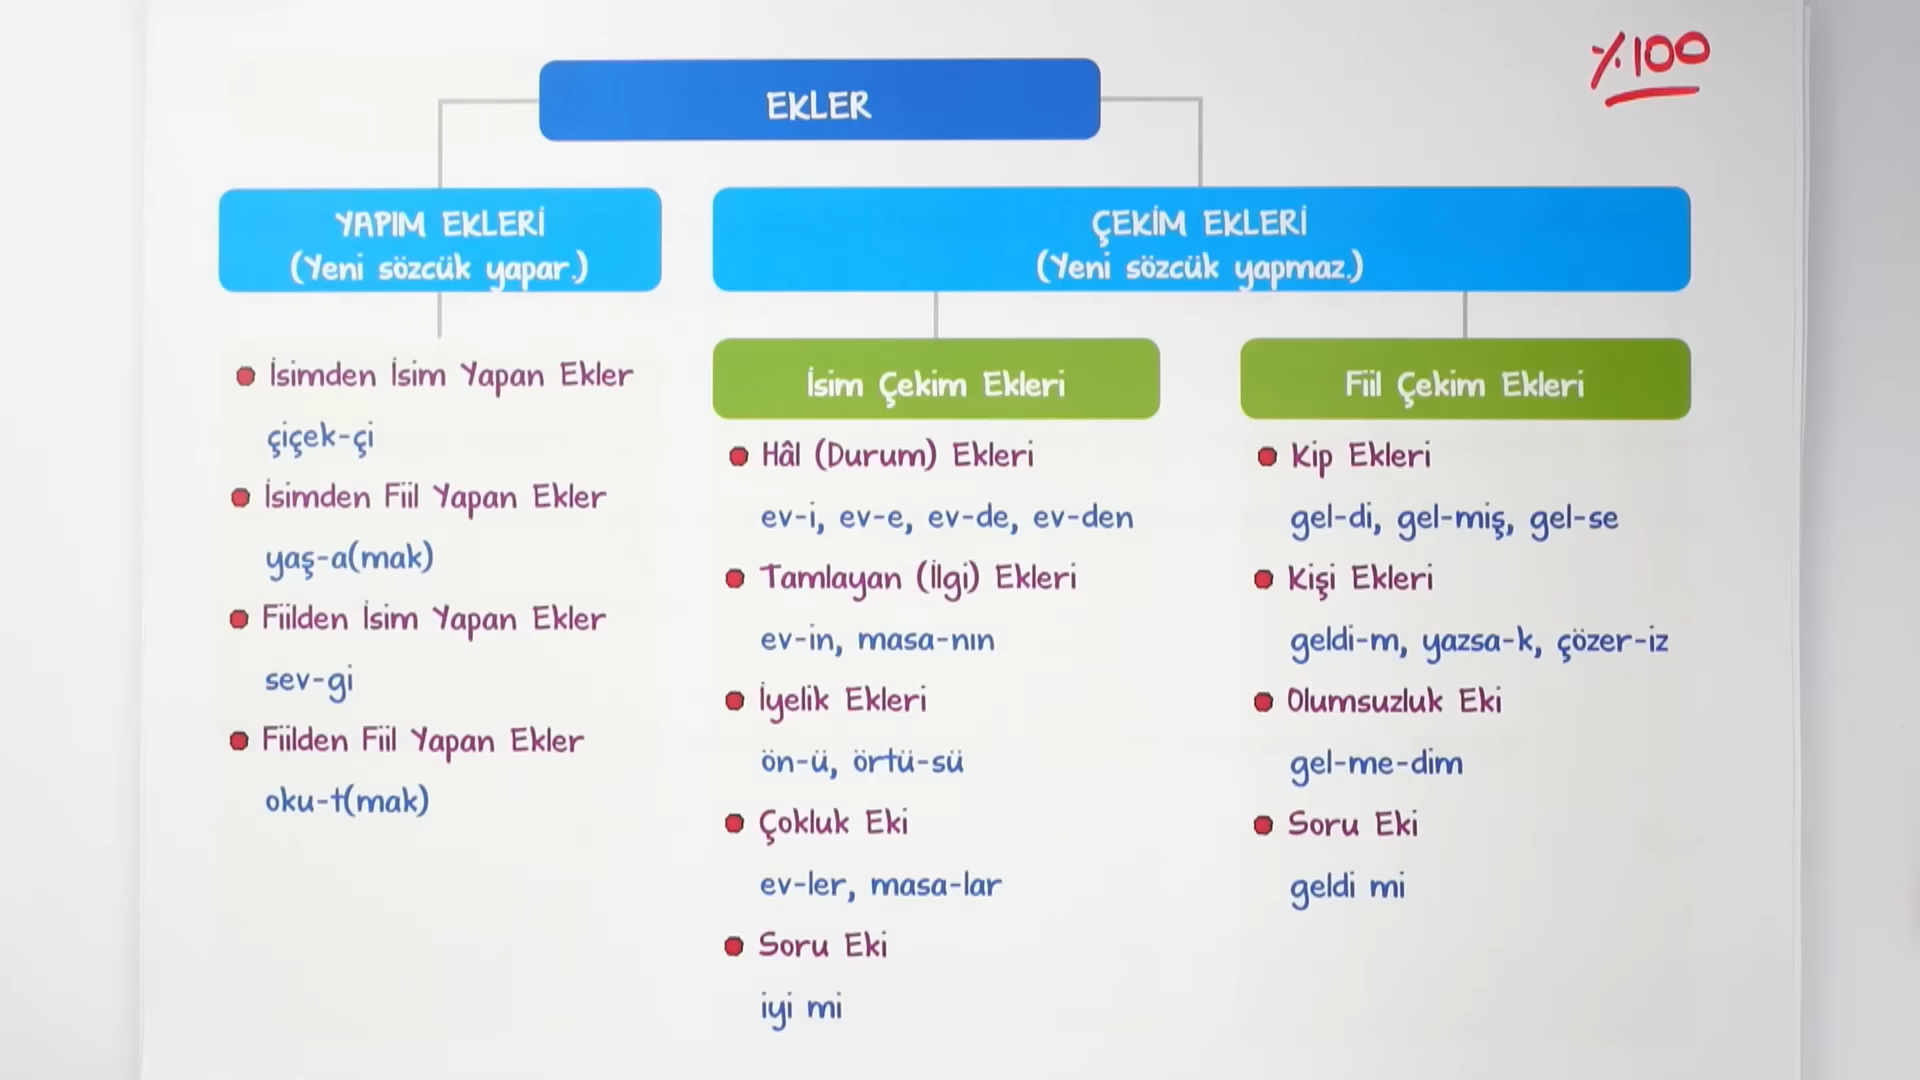 %100
EKLER
YAPIM EKLERİ
(Yeni sözcük yapar.)
İsimden İsim Yapan Ekler
çiçek-çi
İsimden Fiil Yapan Ekler
yaş-a(mak)
Fiilden İsim Yapan Ekler
sev-gi
Fiilden Fiil Yapan Ekler
oku-t(mak)
ÇEKİM EKLERİ
(Yeni sözcük yapmaz.)
İsim Çekim Ekleri
Hâl (Durum) Ekleri
ev-i, ev-e, ev-de, ev-den
Tamlayan (İlgi) Ekleri
ev-in, masa-nın
İyelik Ekleri
ön-ü, örtü-sü
Çokluk Eki
ev-ler, masa-lar
Soru Eki
iyi mi
Fiil Çekim Ekleri
Kip Ekleri
gel-di, gel-miş, gel-se
Kişi Ekleri
geldi-m, yazsa-k, çözer-iz
Olumsuzluk Eki
gel-me-dim
Soru Eki
geldi mi